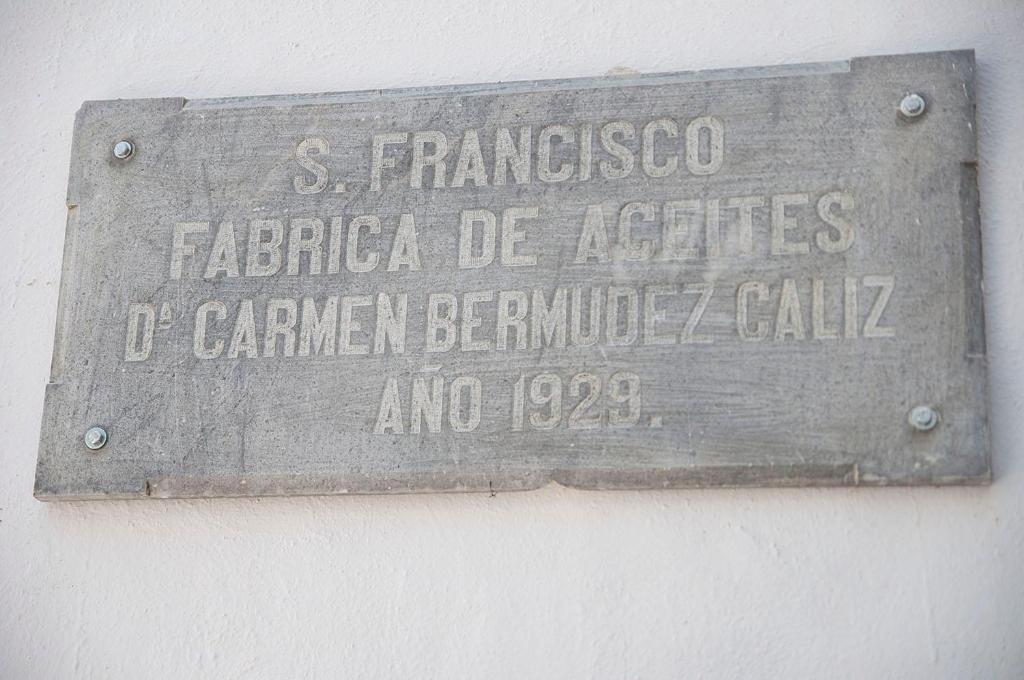 S. FRANCISCO
FABRICA DE ACEITES
Dª CARMEN BERMUDEZ CALIZ
AÑO 1929.